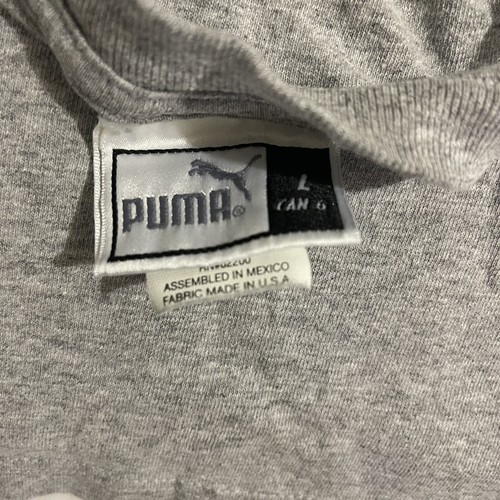 PUMA®
L
CAN G
ASSEMBLED IN MEXICO
FABRIC MADE IN U.S.A